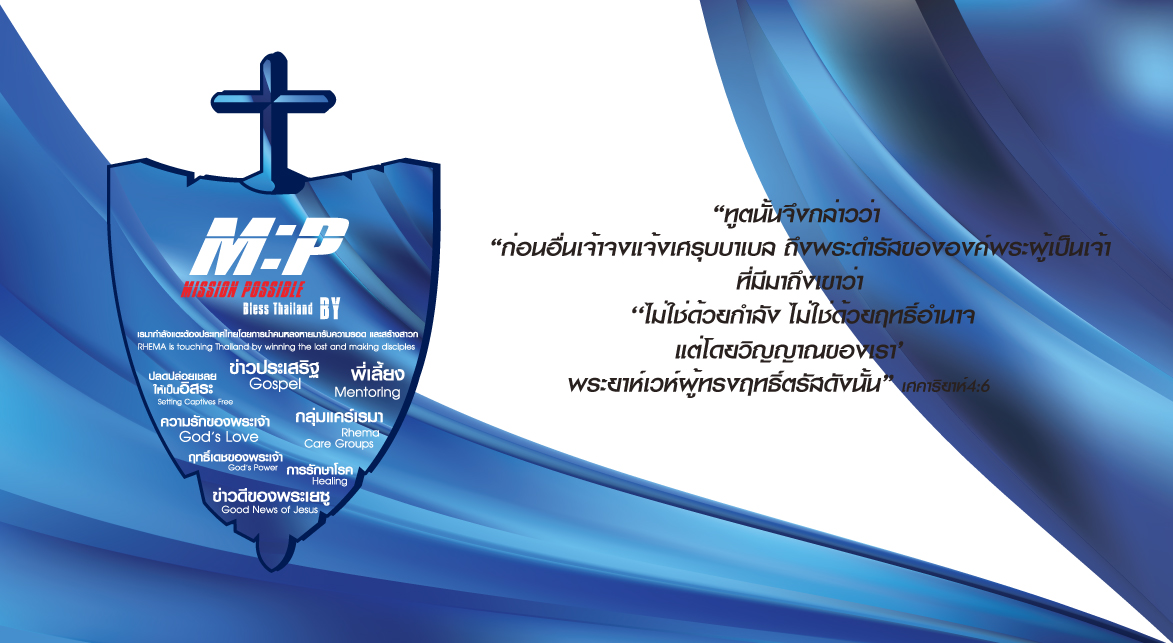 M:P
MISSION POSSIBLE
Bless Thailand BY
เรมากำลังแตะต้องประเทศไทยโดยการนำคนหลงหายมารับความรอด และสร้างสาวก
RHEMA is touching Thailand by winning the lost and making disciples
ปลดปล่อยเชลย
ให้เป็นอิสระ
Setting Captives Free
ข่าวประเสริฐ
Gospel
พี่เลี้ยง
Mentoring
ความรักของพระเจ้า
God's Love
กลุ่มแคร์เรมา
Rhema
Care Groups
ฤทธิ์เดชของพระเจ้า
God's Power
การรักษาโรค
Healing
ข่าวดีของพระเยซู
Good News of Jesus
“ทูตนั้นจึงกล่าวว่า
“ก่อนอื่นเจ้าจงแจ้งเศรุบบาเบล ถึงพระดำรัสขององค์พระผู้เป็นเจ้า
ที่มีมาถึงเขาว่า
‘‘ไม่ใช่ด้วยกำลัง ไม่ใช่ด้วยฤทธิ์อำนาจ
แต่โดยวิญญาณของเรา’
พระยาห์เวห์ผู้ทรงฤทธิ์ตรัสดังนั้น” เศคาริยาห์4:6